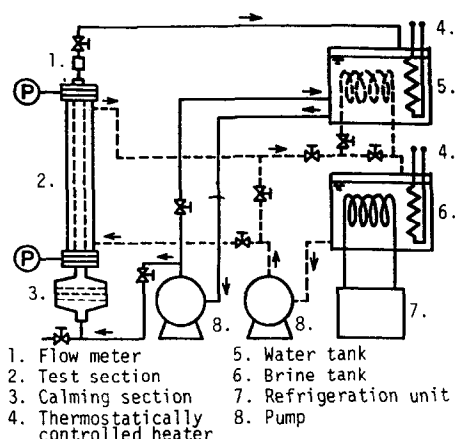 1.
4.
P
5.
2.
4.
6.
P
3.
8.
8.
7.
1. Flow meter
2. Test section
3. Calming section
4. Thermostatically
controlled heater
5. Water tank
6. Brine tank
7. Refrigeration unit
8. Pump